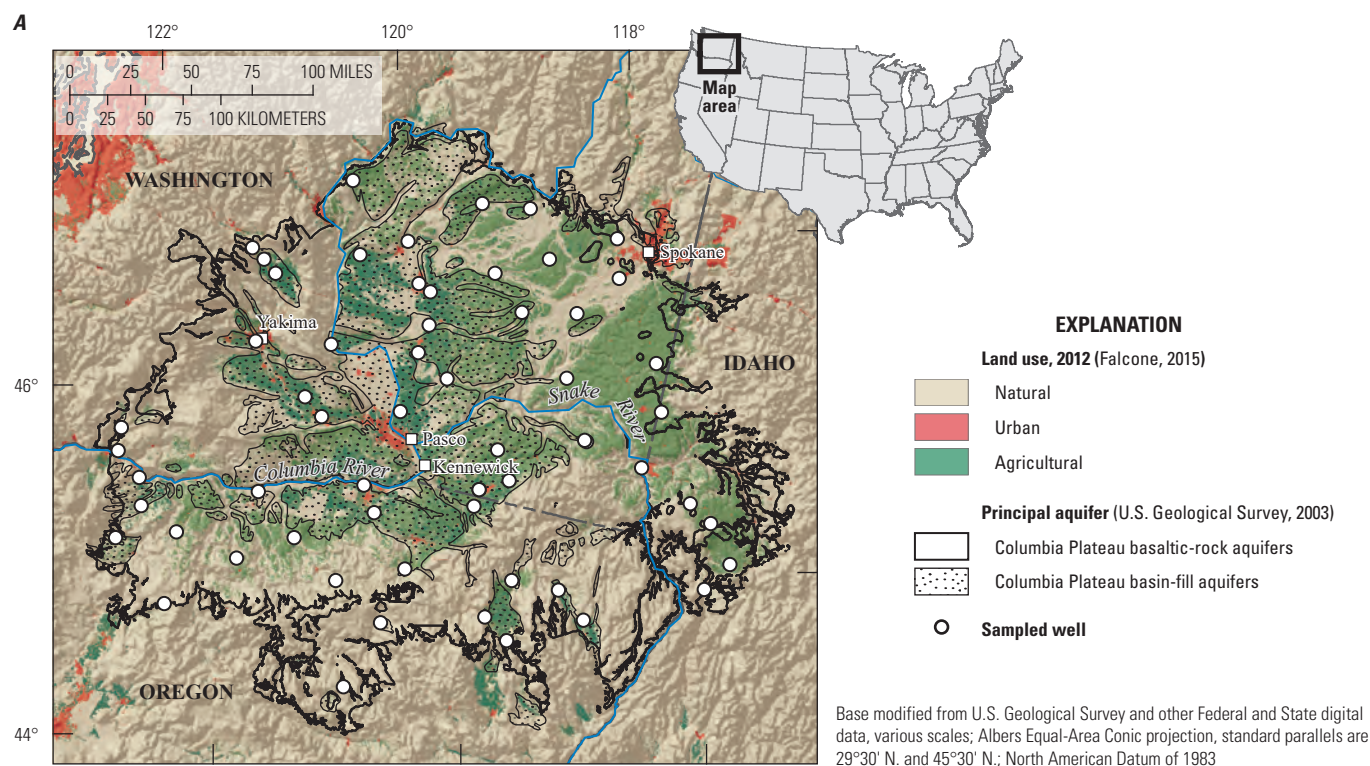 A
122°
120°
118°
0 25 50 75 100 MILES
0 25 50 75 100 KILOMETERS
Map
area
WASHINGTON
Spokane
Yakima
IDAHO
46°
Snake
River
Pasco
Kennewick
Columbia River
OREGON
44°
EXPLANATION
Land use, 2012 (Falcone, 2015)
Natural
Urban
Agricultural
Principal aquifer (U.S. Geological Survey, 2003)
Columbia Plateau basaltic-rock aquifers
Columbia Plateau basin-fill aquifers
Sampled well
Base modified from U.S. Geological Survey and other Federal and State digital
data, various scales; Albers Equal-Area Conic projection, standard parallels are
29°30' N. and 45°30' N.; North American Datum of 1983